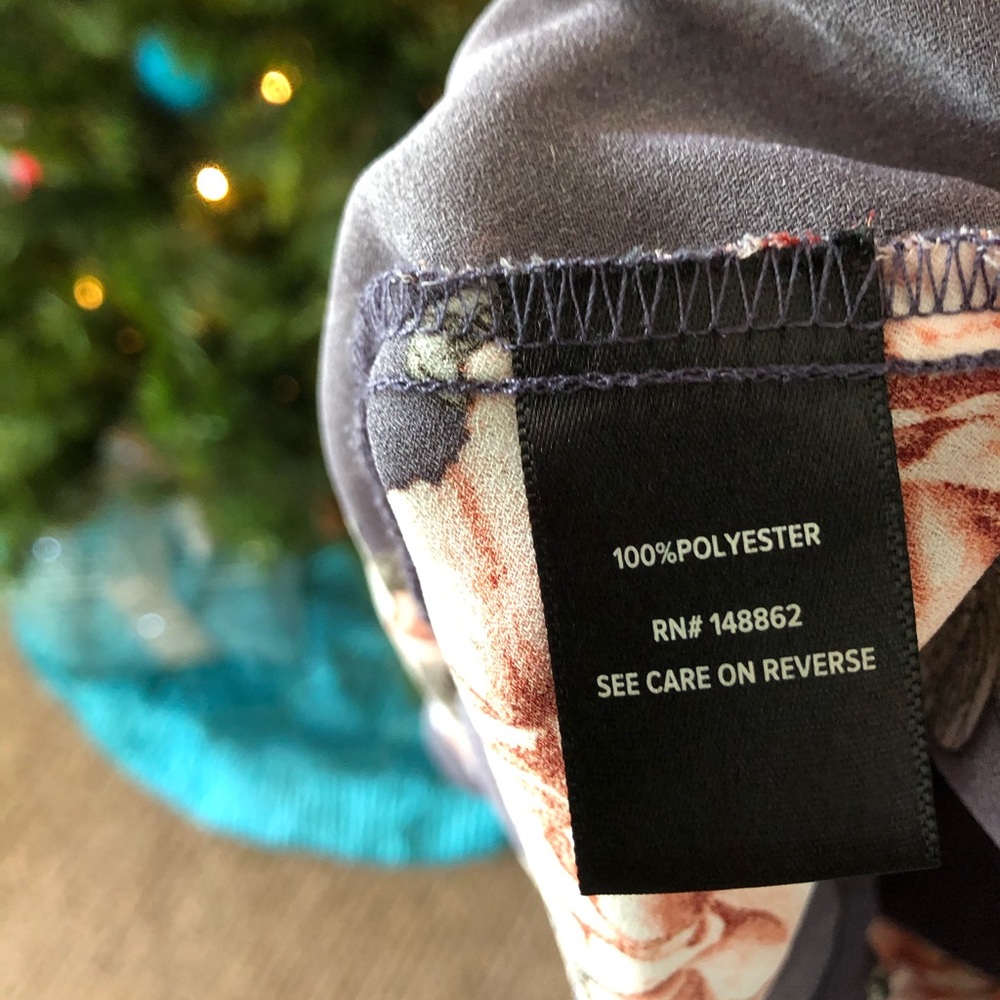 100%POLYESTER
RN# 148862
SEE CARE ON REVERSE